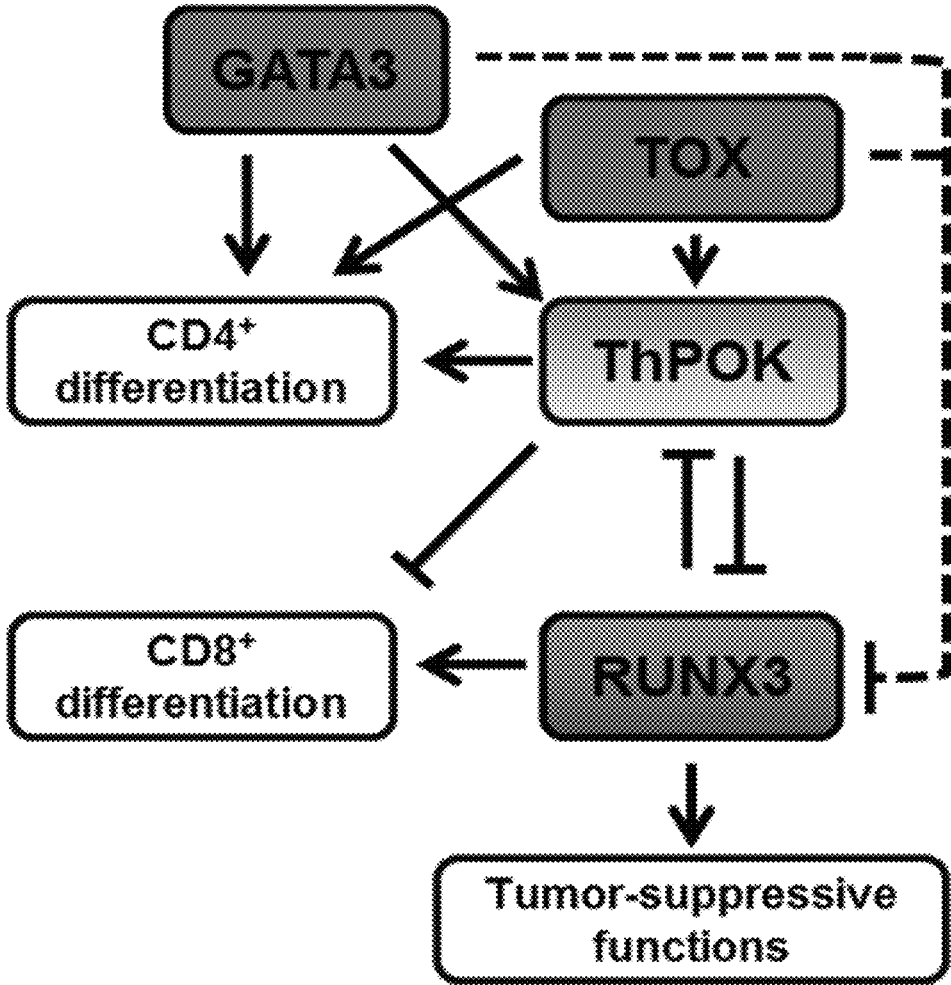 GATA3
TOX
CD4⁺
differentiation
ThPOK
CD8⁺
differentiation
RUNX3
Tumor-suppressive
functions